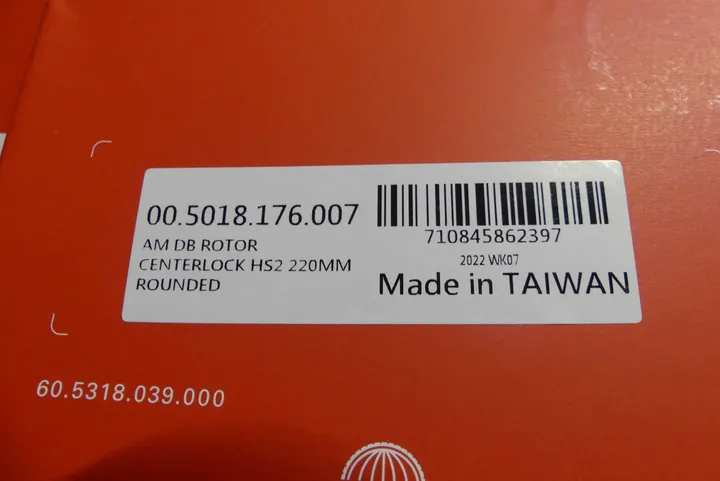 00.5018.176.007
AM DB ROTOR
CENTERLOCK HS2 220MM
ROUNDED
710845862397
2022 WK07
Made in TAIWAN
60.5318.039.000